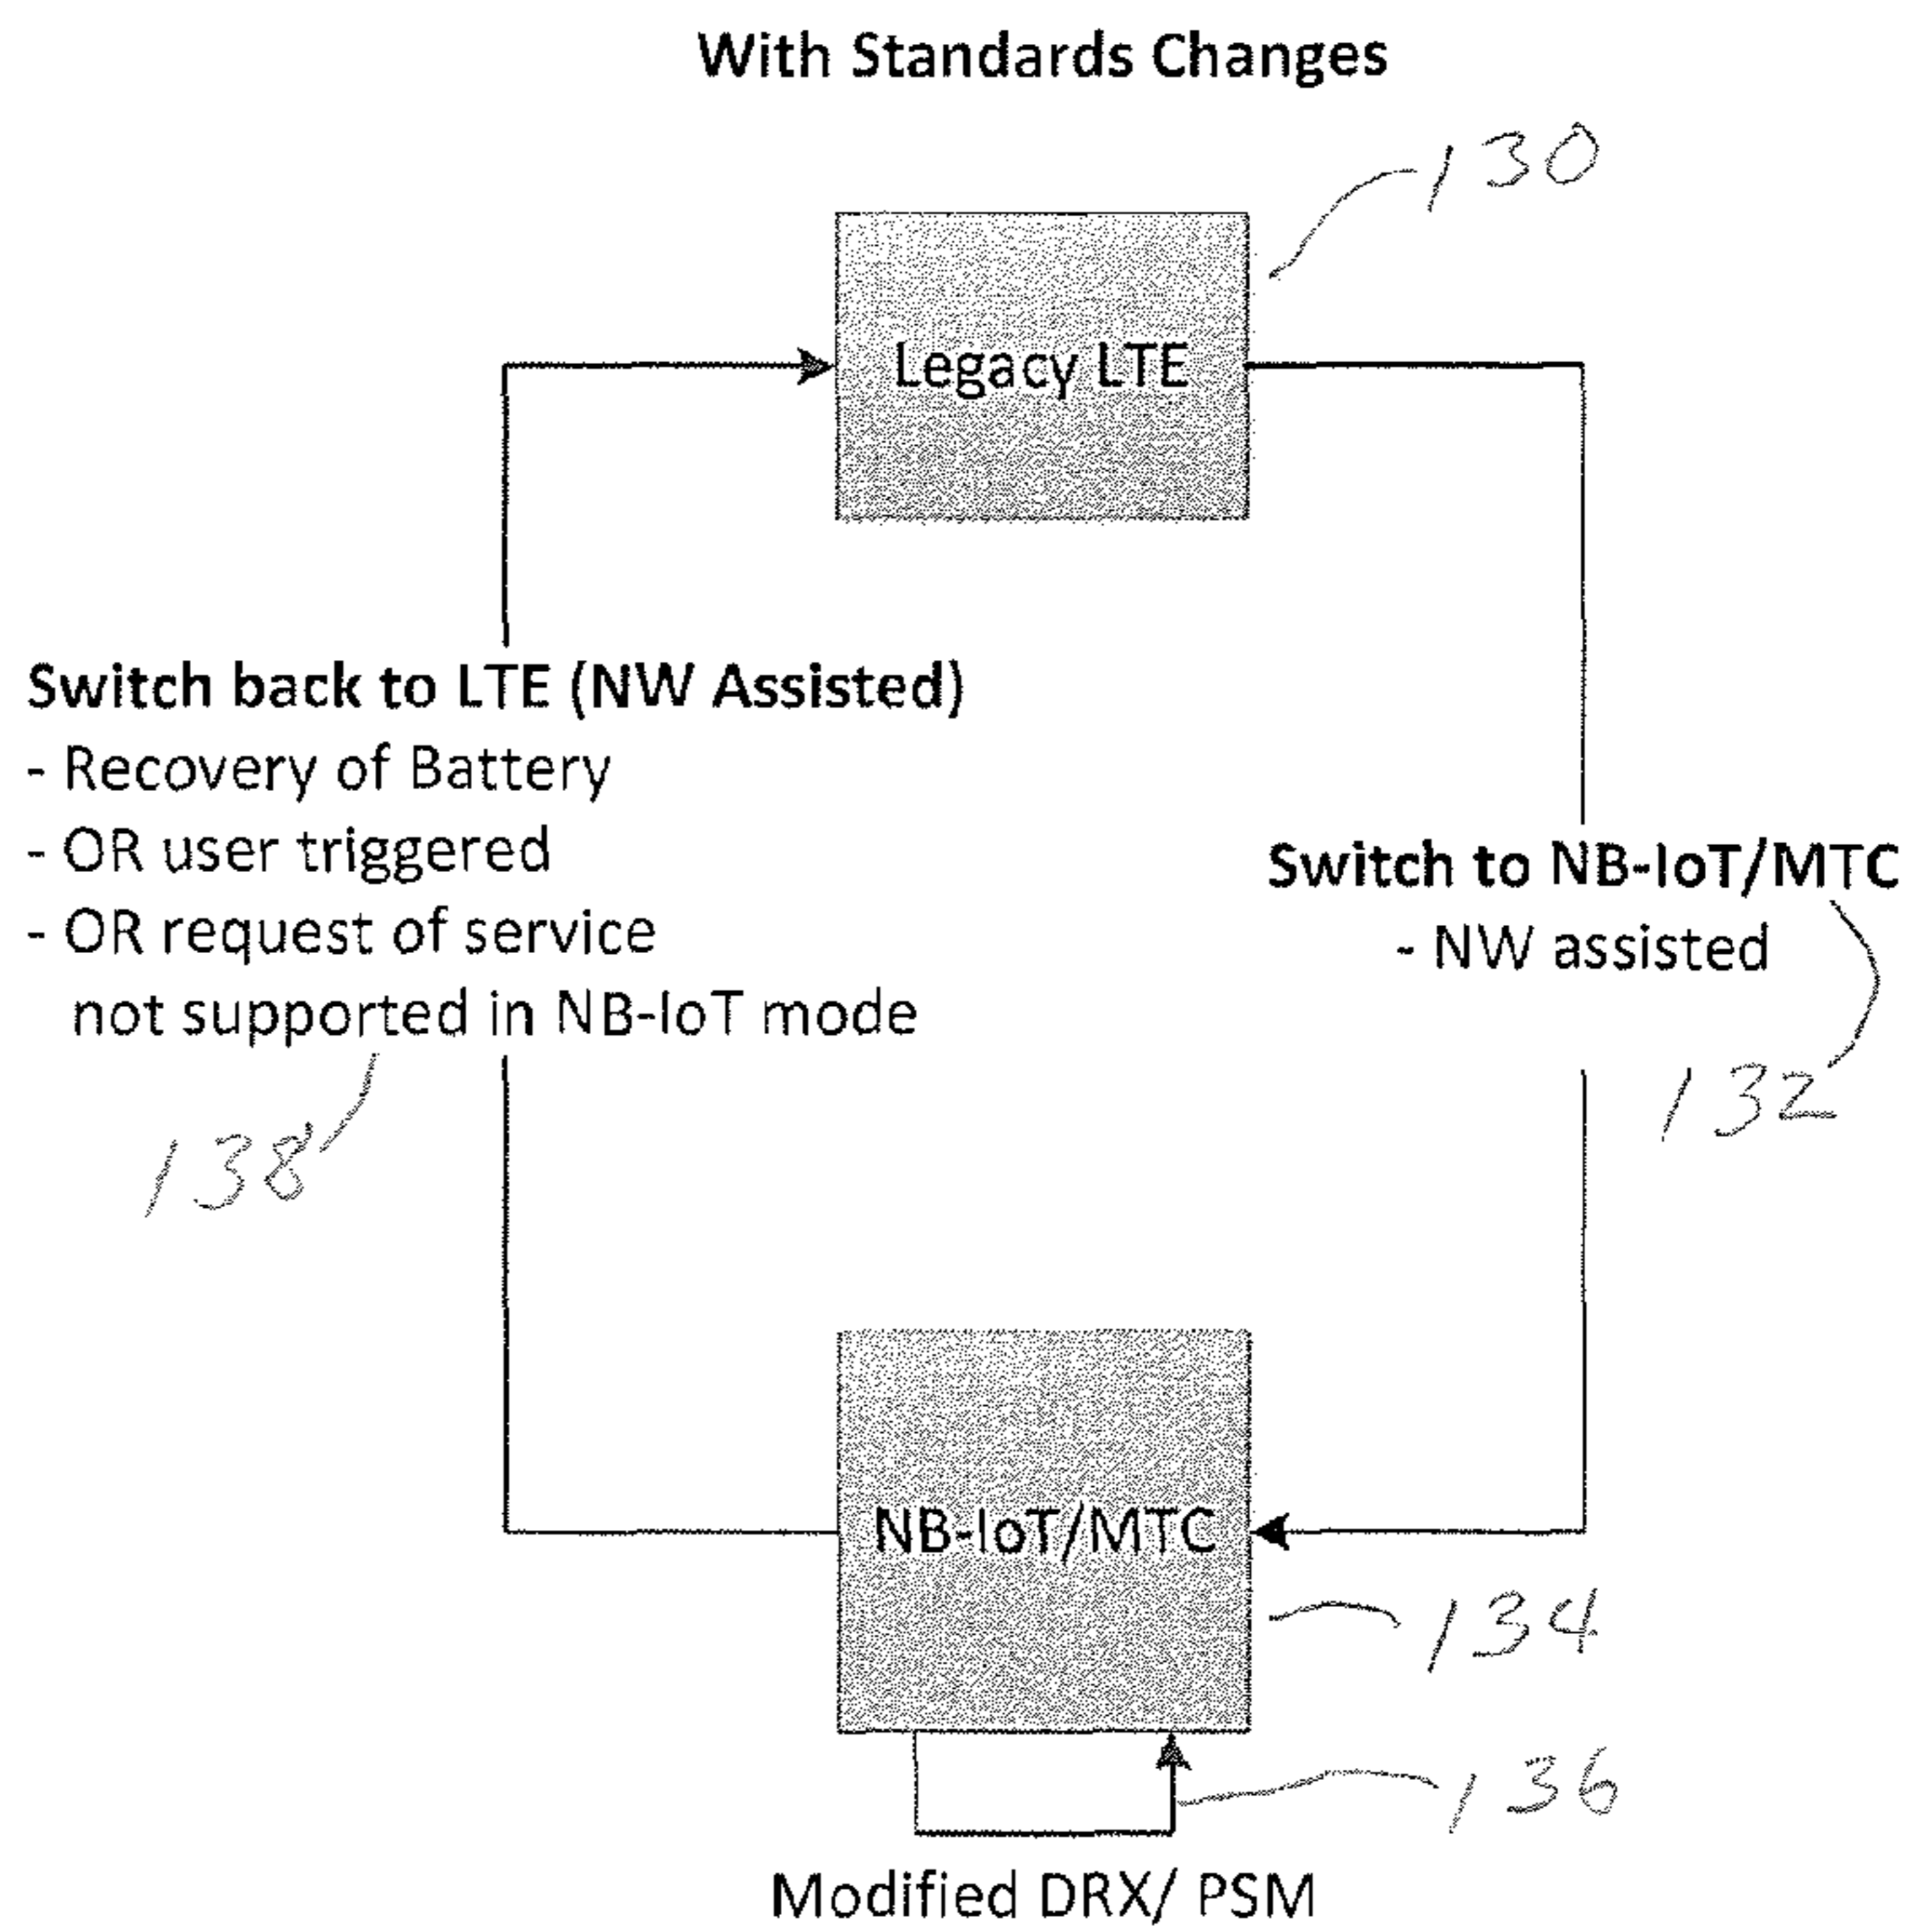 With Standards Changes
130
Legacy LTE
Switch back to LTE (NW Assisted)
- Recovery of Battery
- OR user triggered
- OR request of service
not supported in NB-IoT mode
138
Switch to NB-IoT/MTC
- NW assisted
132
NB-IoT/MTC
134
136
Modified DRX/ PSM